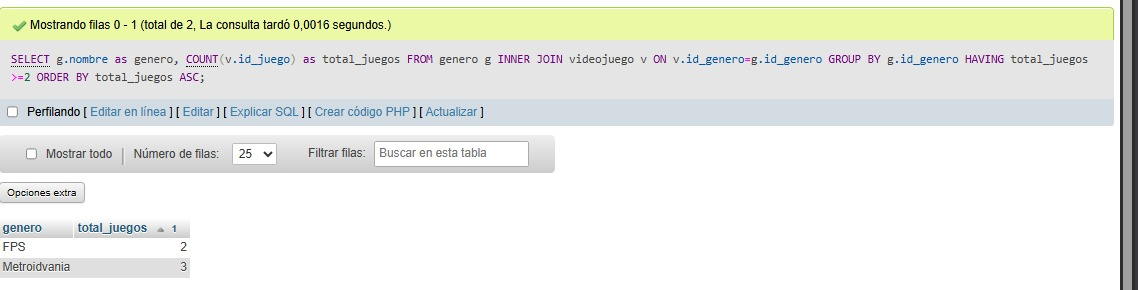 Mostrando filas 0 - 1 (total de 2, La consulta tardó 0,0016 segundos.)
SELECT g.nombre as genero, COUNT(v.id_juego) as total_juegos FROM genero g INNER JOIN videojuego v ON v.id_genero=g.id_genero GROUP BY g.id_genero HAVING total_juegos
>=2 ORDER BY total_juegos ASC;
Perfilando [ Editar en línea ] [ Editar ] [ Explicar SQL ] [ Crear código PHP ] [ Actualizar ]
Mostrar todo | Número de filas: 25 Filtrar filas: Buscar en esta tabla
Opciones extra
genero total_juegos 1
FPS 2
Metroidvania 3